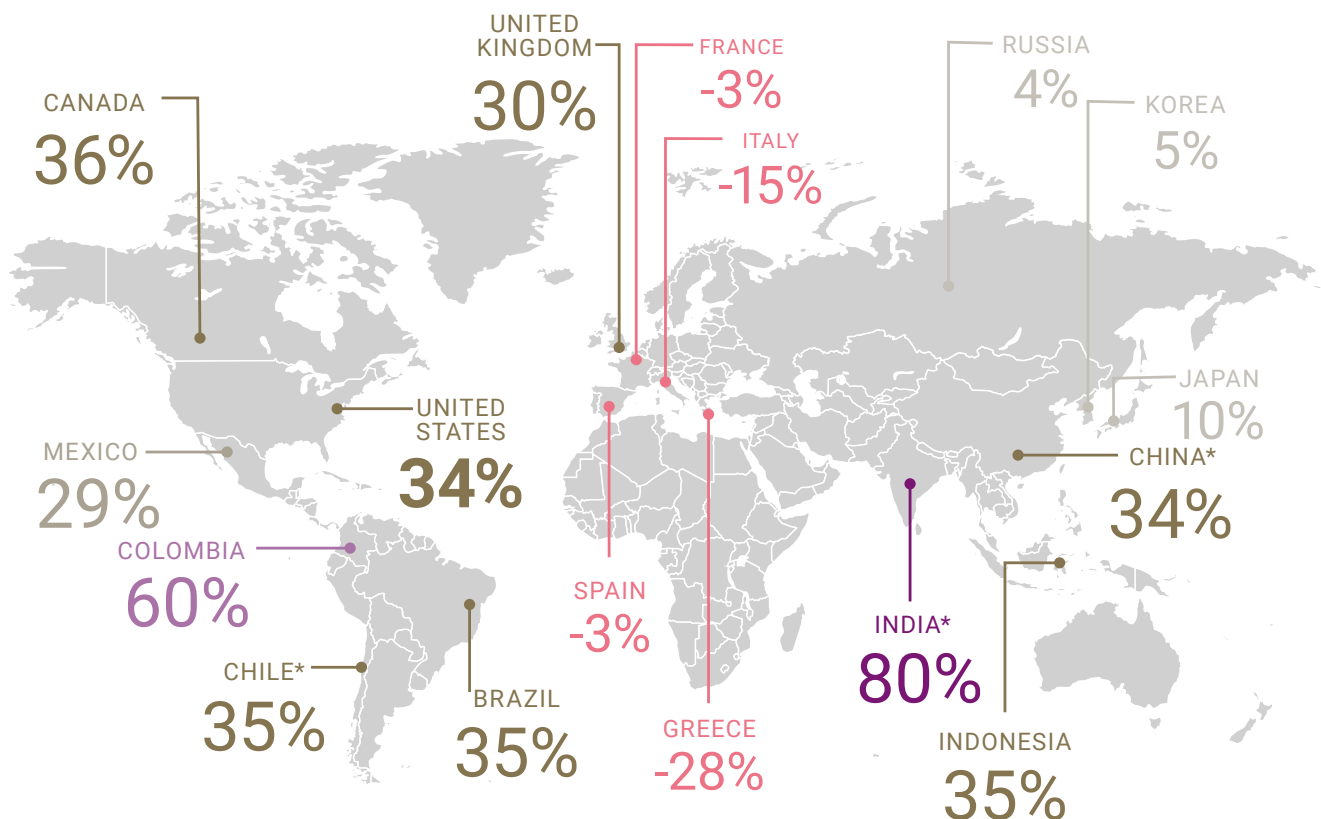 UNITED
KINGDOM
30%
FRANCE
-3%
RUSSIA
4%
CANADA
36%
KOREA
5%
ITALY
-15%
JAPAN
10%
UNITED
STATES
34%
MEXICO
29%
CHINA*
34%
COLOMBIA
60%
SPAIN
-3%
INDIA*
80%
CHILE*
35%
BRAZIL
35%
GREECE
-28%
INDONESIA
35%